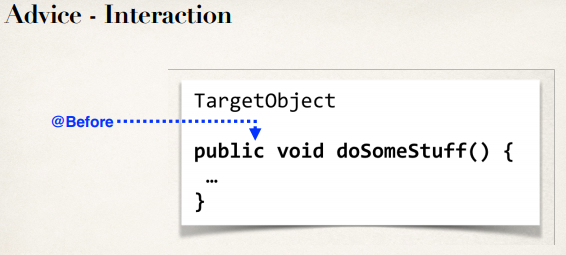 Advice - Interaction
TargetObject
@Before
public void doSomeStuff() {
…
}